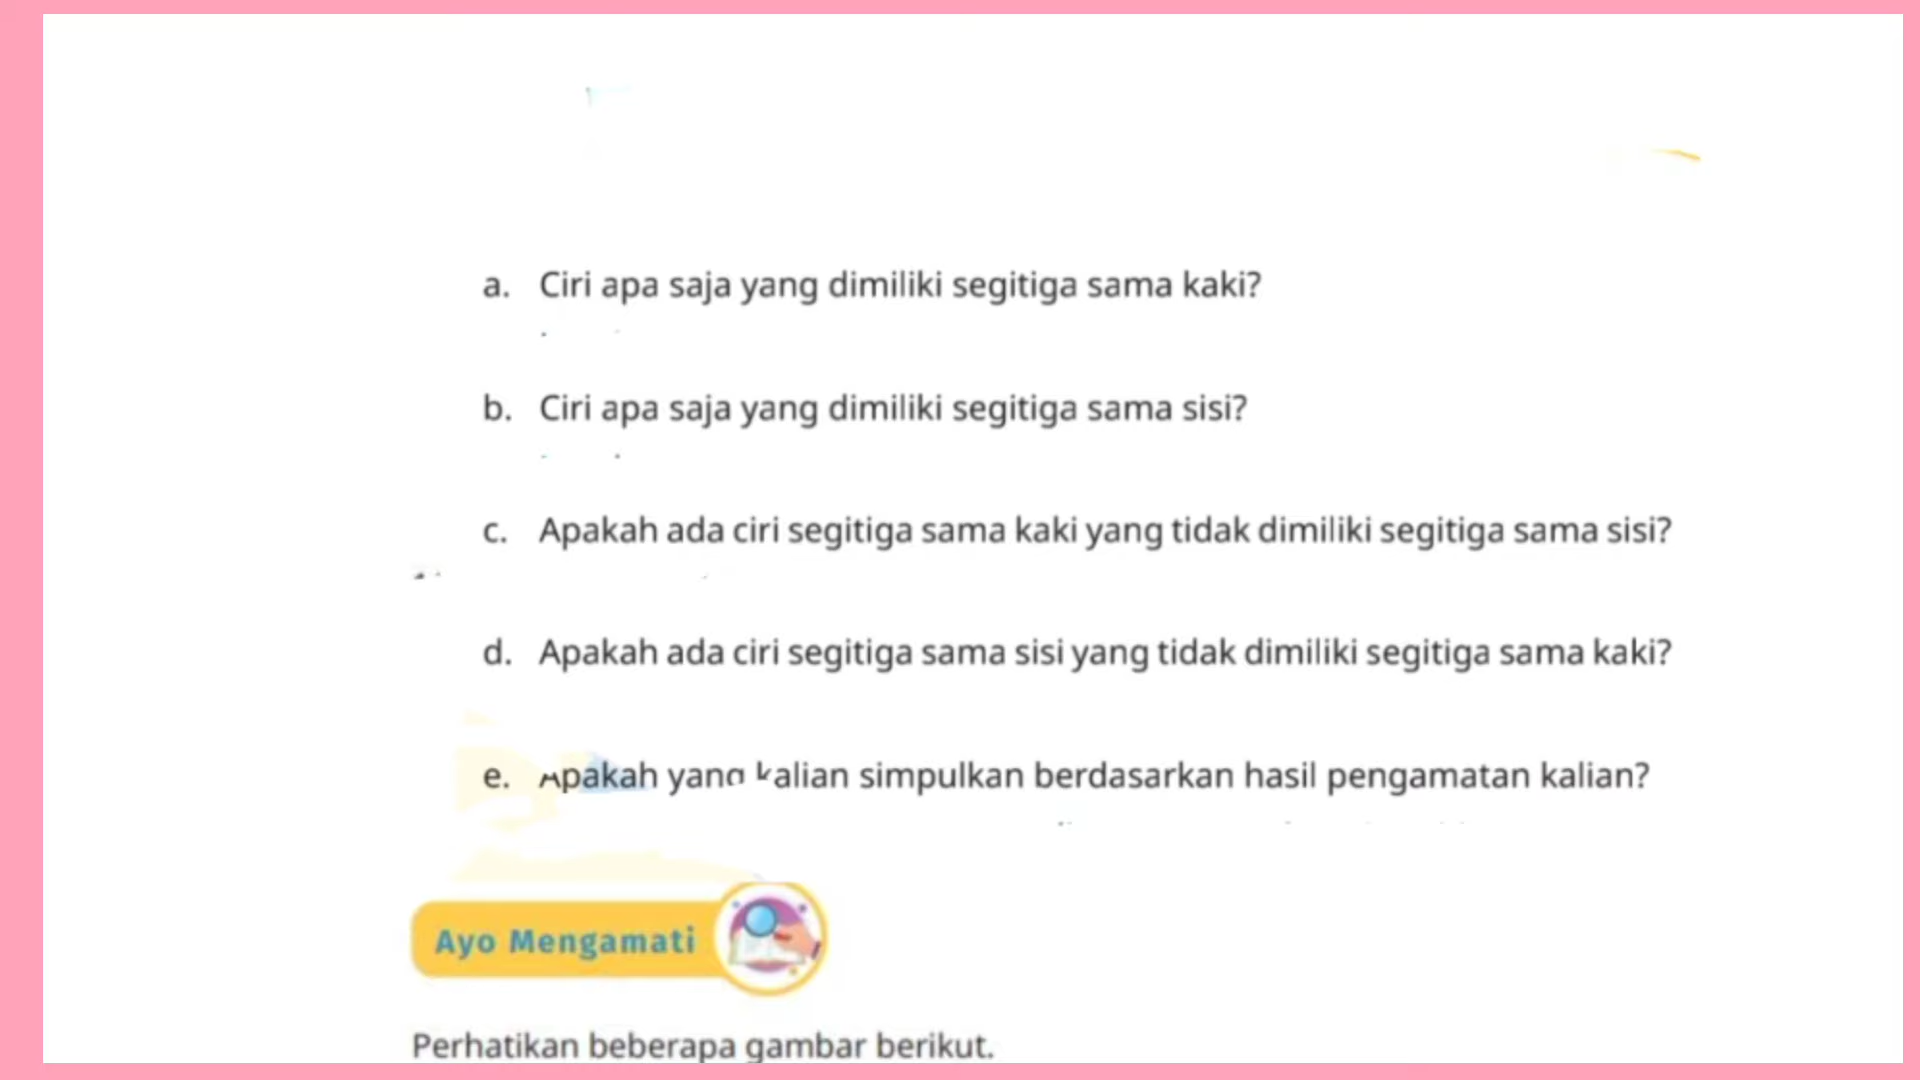 a. Ciri apa saja yang dimiliki segitiga sama kaki?
b. Ciri apa saja yang dimiliki segitiga sama sisi?
c. Apakah ada ciri segitiga sama kaki yang tidak dimiliki segitiga sama sisi?
d. Apakah ada ciri segitiga sama sisi yang tidak dimiliki segitiga sama kaki?
e. Apakah yang kalian simpulkan berdasarkan hasil pengamatan kalian?
Ayo Mengamati
Perhatikan beberapa gambar berikut.